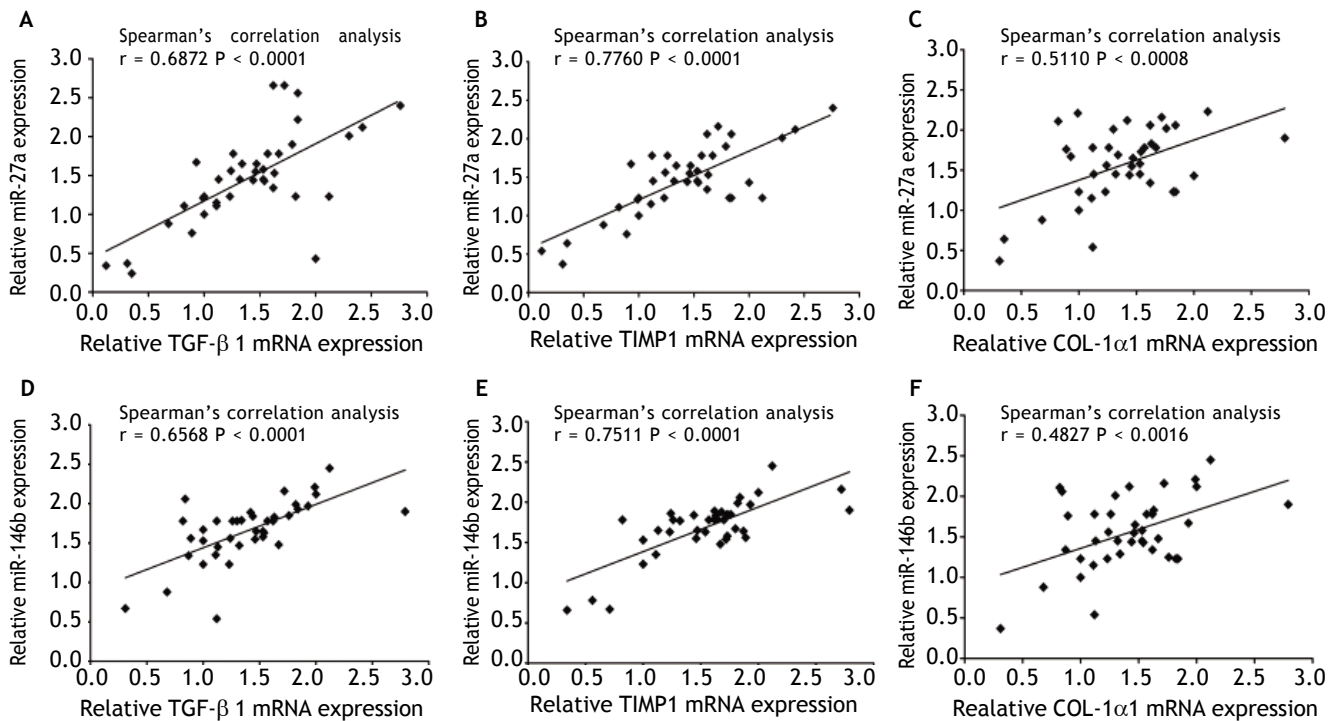 A
Spearman's correlation analysis
r = 0.6872 P < 0.0001
Relative miR-27a expression
3.0
2.5
2.0
1.5
1.0
0.5
0.0
0.0 0.5 1.0 1.5 2.0 2.5 3.0
Relative TGF-β 1 mRNA expression
B
Spearman's correlation analysis
r = 0.7760 P < 0.0001
Relative miR-27a expression
3.0
2.5
2.0
1.5
1.0
0.5
0.0
0.0 0.5 1.0 1.5 2.0 2.5 3.0
Relative TIMP1 mRNA expression
C
Spearman's correlation analysis
r = 0.5110 P < 0.0008
Relative miR-27a expression
3.0
2.5
2.0
1.5
1.0
0.5
0.0
0.0 0.5 1.0 1.5 2.0 2.5 3.0
Realative COL-1α1 mRNA expression
D
Spearman's correlation analysis
r = 0.6568 P < 0.0001
Relative miR-146b expression
3.0
2.5
2.0
1.5
1.0
0.5
0.0
0.0 0.5 1.0 1.5 2.0 2.5 3.0
Relative TGF-β 1 mRNA expression
E
Spearman's correlation analysis
r = 0.7511 P < 0.0001
Relative miR-146b expression
3.0
2.5
2.0
1.5
1.0
0.5
0.0
0.0 0.5 1.0 1.5 2.0 2.5 3.0
Relative TIMP1 mRNA expression
F
Spearman's correlation analysis
r = 0.4827 P < 0.0016
Relative miR-146b expression
3.0
2.5
2.0
1.5
1.0
0.5
0.0
0.0 0.5 1.0 1.5 2.0 2.5 3.0
Realative COL-1α1 mRNA expression